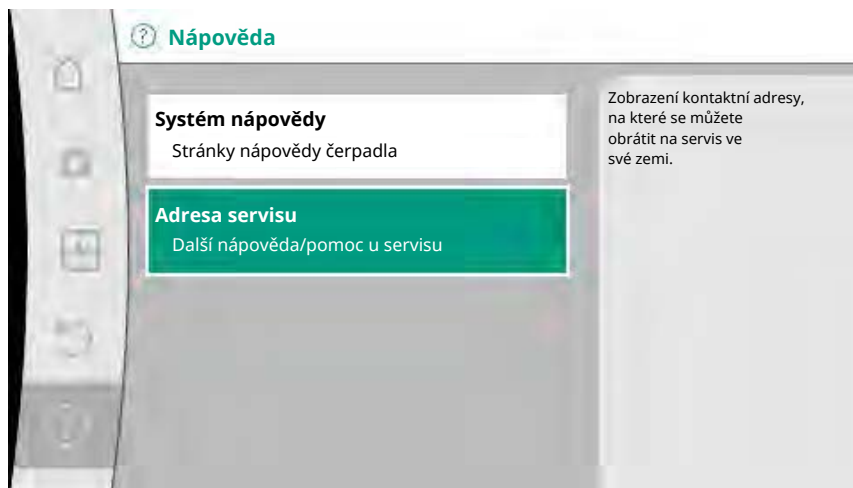 Nápověda
Systém nápovědy
Stránky nápovědy čerpadla
Adresa servisu
Další nápověda/pomoc u servisu
Zobrazení kontaktní adresy,
na které se můžete
obrátit na servis ve
své zemi.